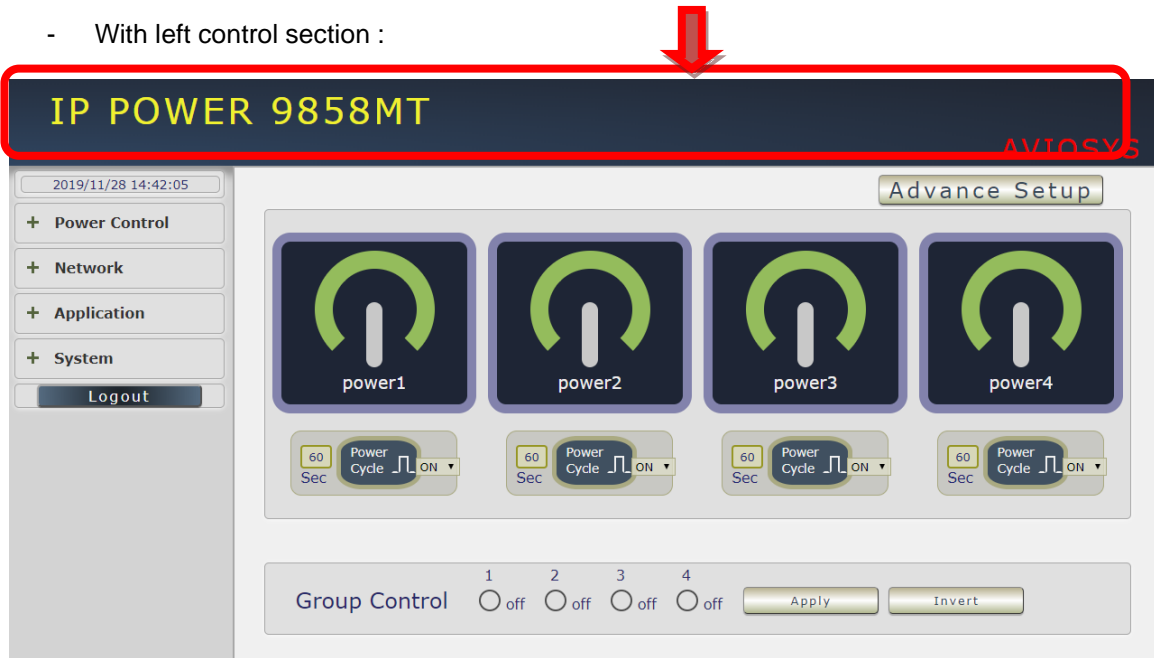 - With left control section :
IP POWER 9858MT
AVIOSYS
2019/11/28 14:42:05
Advance Setup
+ Power Control
+ Network
+ Application
+ System
Logout
power1
power2
power3
power4
60 Sec Power Cycle ON
60 Sec Power Cycle ON
60 Sec Power Cycle ON
60 Sec Power Cycle ON
1 2 3 4
Group Control off off off off Apply Invert